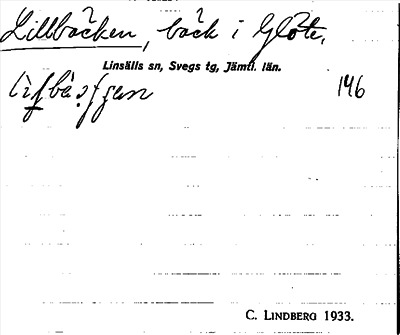 Lillbäcken, bäck i Glöte.
Linsälls sn, Svegs tg, Jämtl. län.
146
C. LINDBERG 1933.